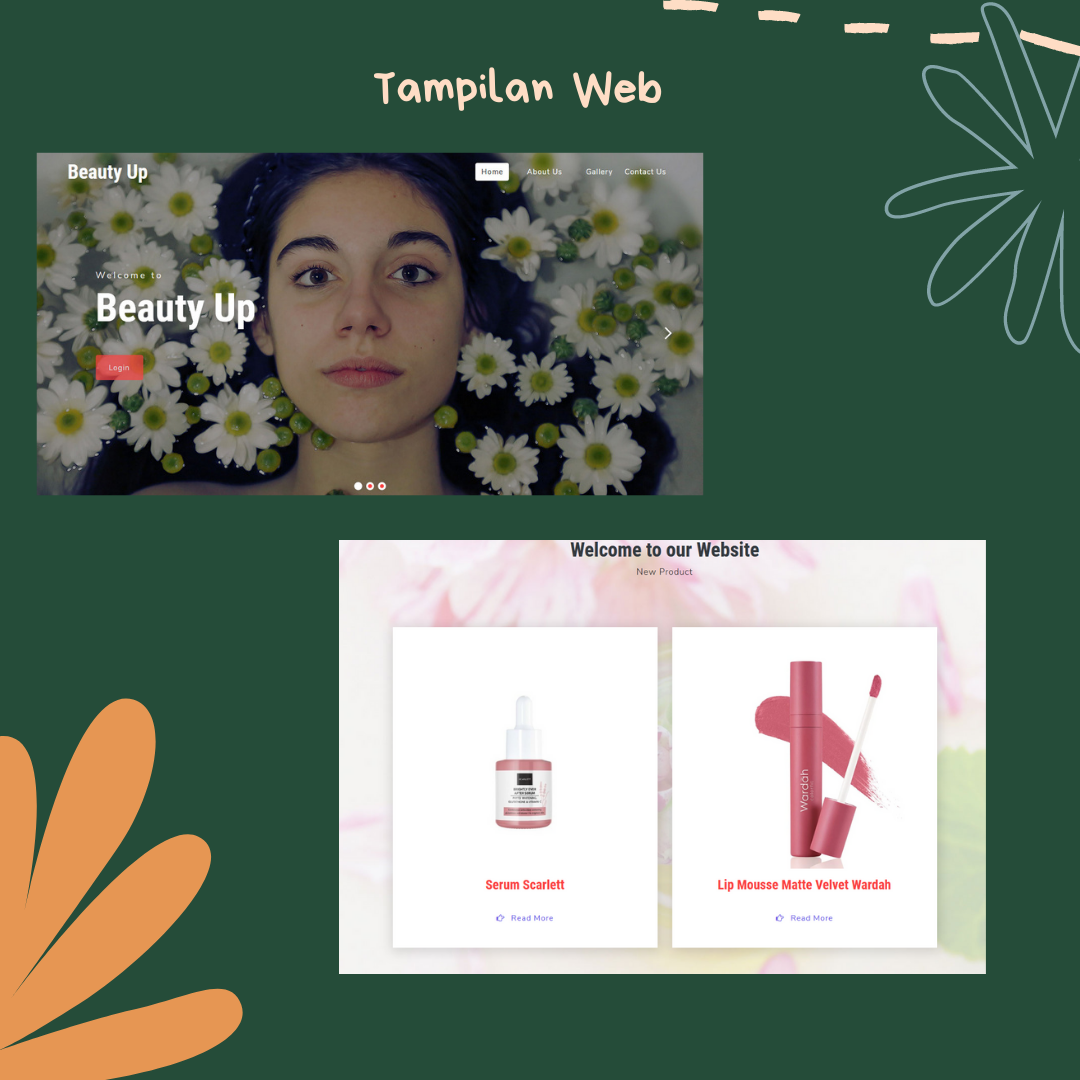 Tampilan Web
Beauty Up
Home About Us Gallery Contact Us
Welcome to
Beauty Up
Login
Welcome to our Website
New Product
Wardah
Serum Scarlett
Lip Mousse Matte Velvet Wardah
Read More
Read More